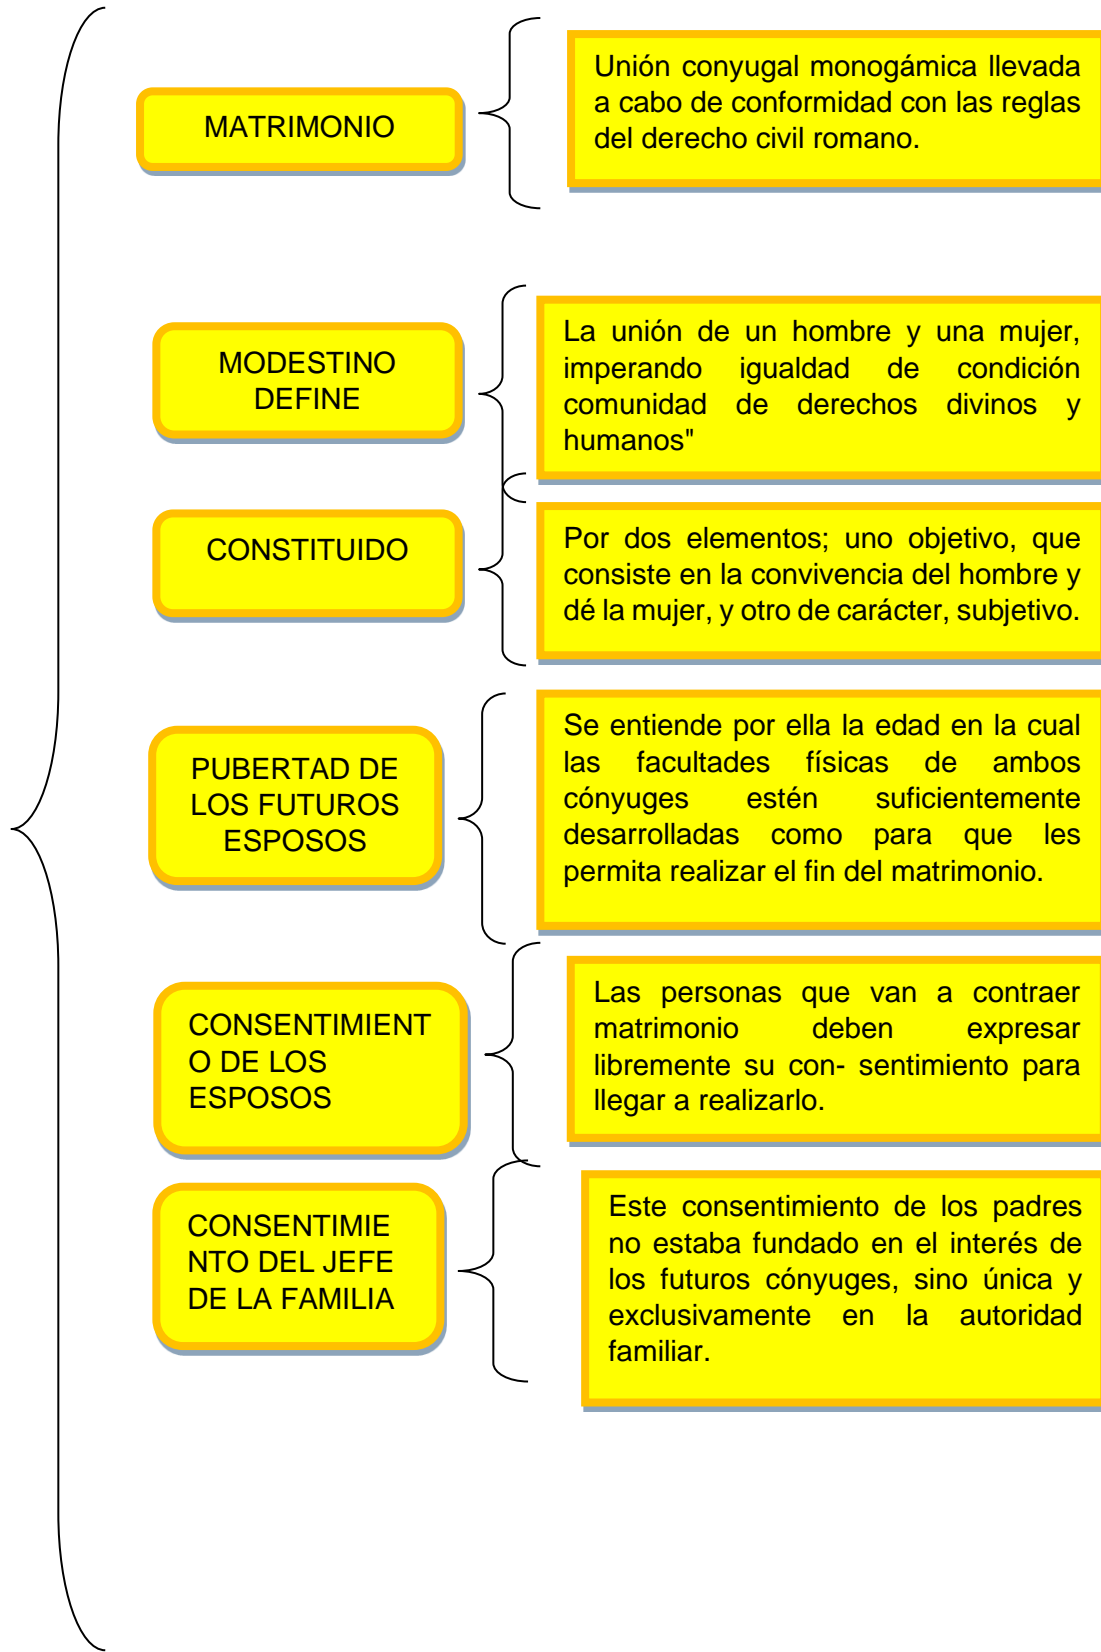 MATRIMONIO
Unión conyugal monogámica llevada
a cabo de conformidad con las reglas
del derecho civil romano.
MODESTINO
DEFINE
La unión de un hombre y una mujer,
imperando igualdad de condición
comunidad de derechos divinos y
humanos"
CONSTITUIDO
Por dos elementos; uno objetivo, que
consiste en la convivencia del hombre y
dé la mujer, y otro de carácter, subjetivo.
PUBERTAD DE
LOS FUTUROS
ESPOSOS
Se entiende por ella la edad en la cual
las facultades físicas de ambos
cónyuges estén suficientemente
desarrolladas como para que les
permita realizar el fin del matrimonio.
CONSENTIMIENT
O DE LOS
ESPOSOS
Las personas que van a contraer
matrimonio deben expresar
libremente su con- sentimiento para
llegar a realizarlo.
CONSENTIMIE
NTO DEL JEFE
DE LA FAMILIA
Este consentimiento de los padres
no estaba fundado en el interés de
los futuros cónyuges, sino única y
exclusivamente en la autoridad
familiar.